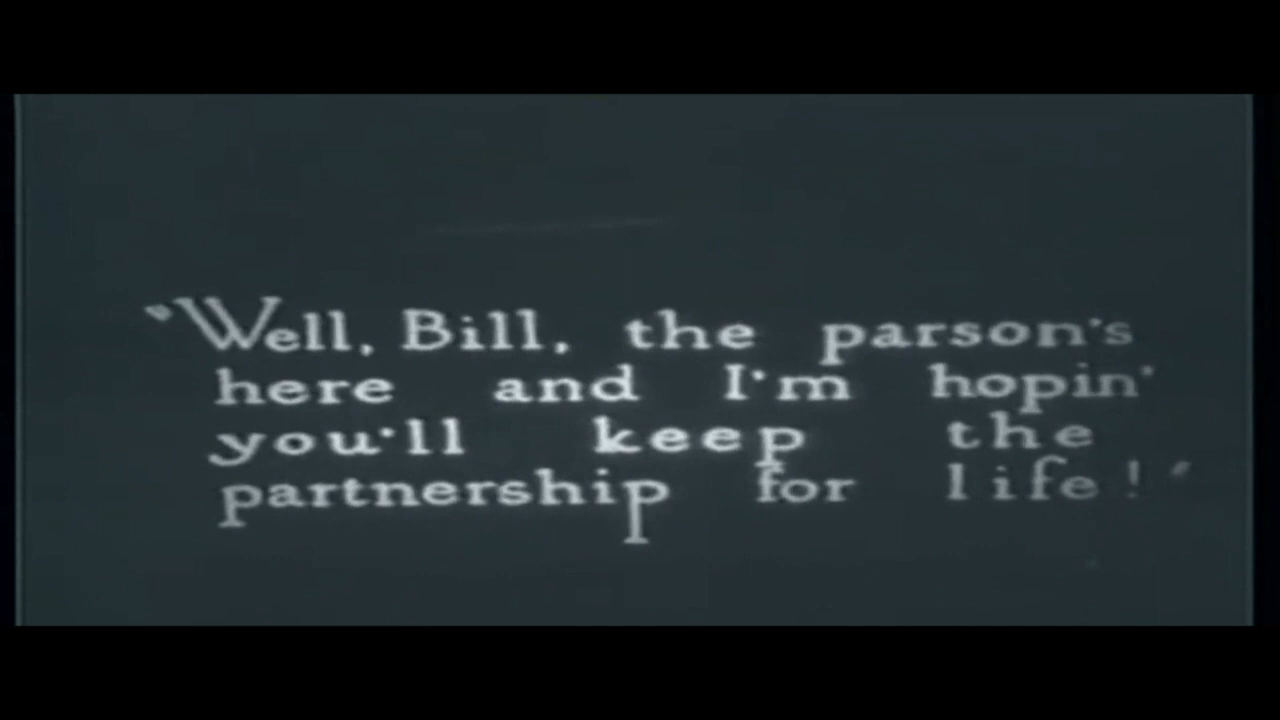 "Well, Bill, the parson's
here and I'm hopin'
you'll keep the
partnership for life!"